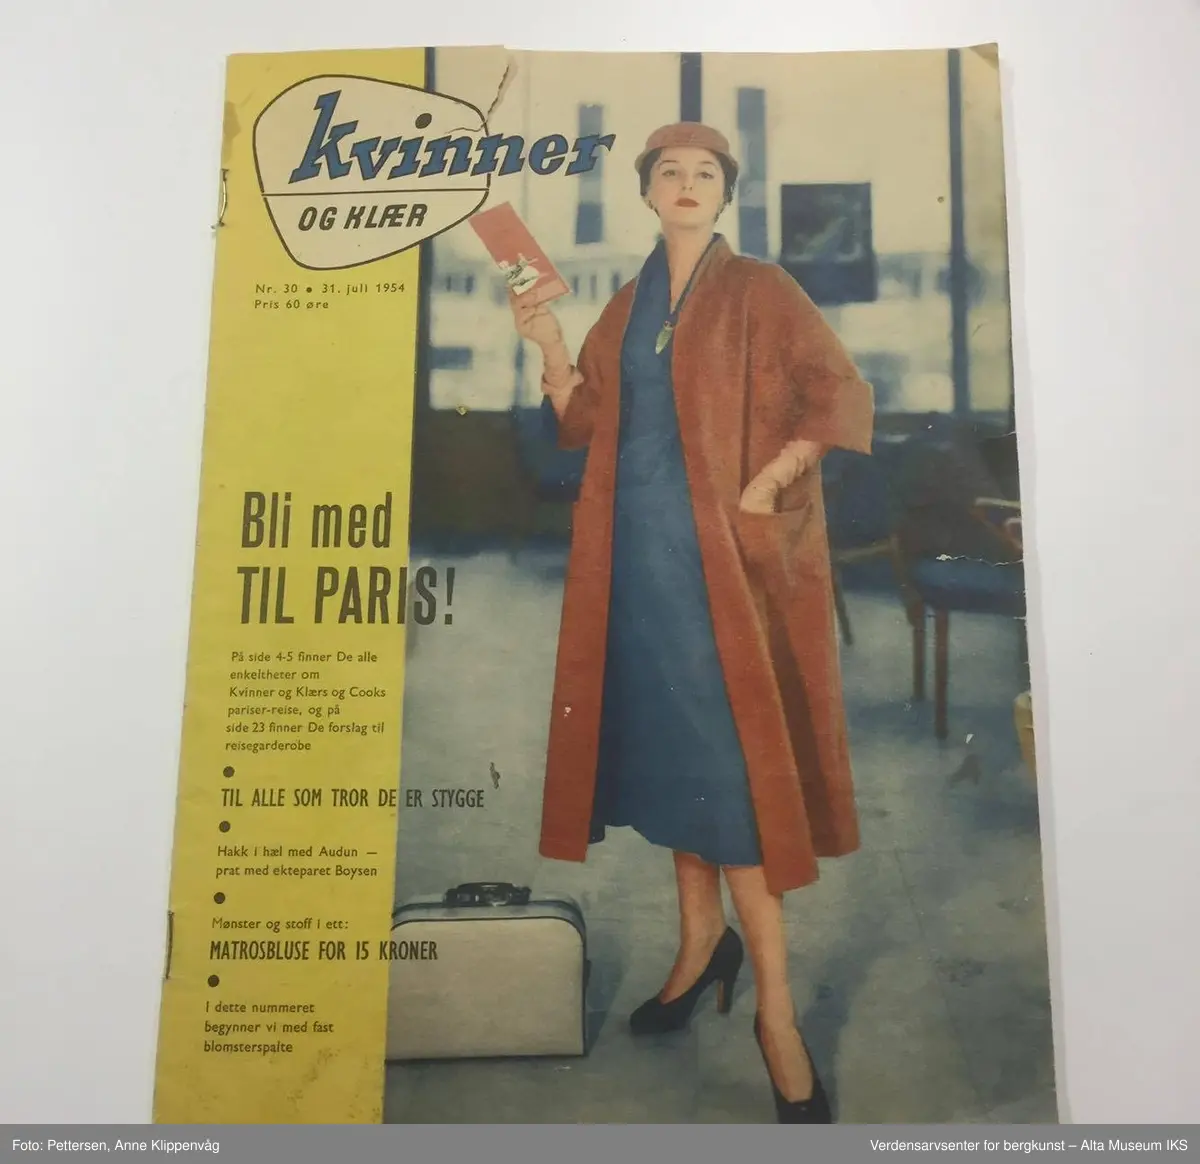 kvinner
OG KLÆR
Nr. 30 • 31. juli 1954
Pris 60 øre
Bli med
TIL PARIS!
På side 4-5 finner De alle
enkeltheter om
Kvinner og Klærs og Cooks
pariser-reise, og på
side 23 finner De forslag til
reisegarderobe
•
TIL ALLE SOM TROR DE ER STYGGE
•
Hakk i hæl med Audun —
prat med ekteparet Boysen
•
Mønster og stoff i ett:
MATROSBLUSE FOR 15 KRONER
•
I dette nummeret
begynner vi med fast
blomsterspalte
Foto: Pettersen, Anne Klippenvåg
Verdensarvsenter for bergkunst – Alta Museum IKS